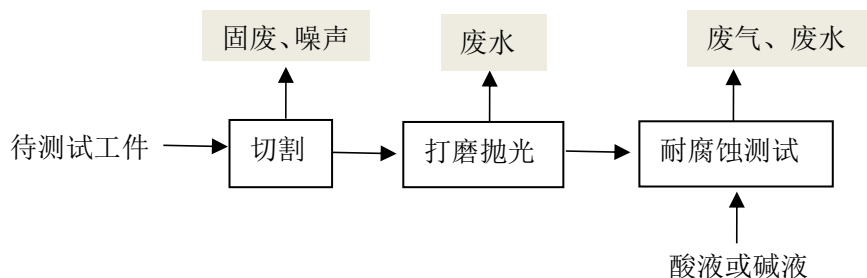 固废、噪声
废水
废气、废水
待测试工件
切割
打磨抛光
耐腐蚀测试
酸液或碱液